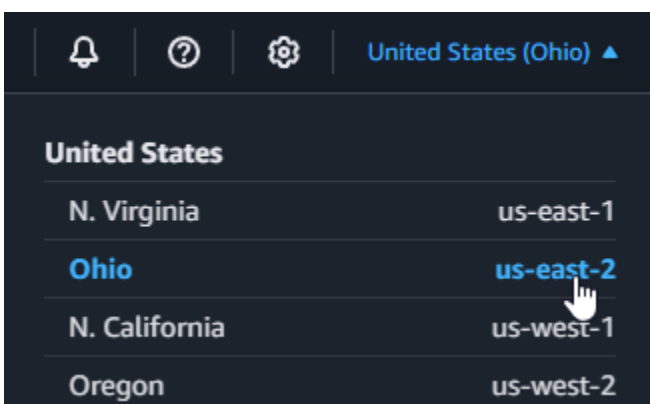 United States (Ohio) ▲
United States
N. Virginia us-east-1
Ohio us-east-2
N. California us-west-1
Oregon us-west-2